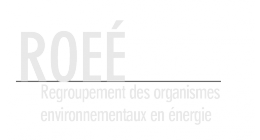 ROEÉ
Regroupement des organismes
environnementaux en énergie